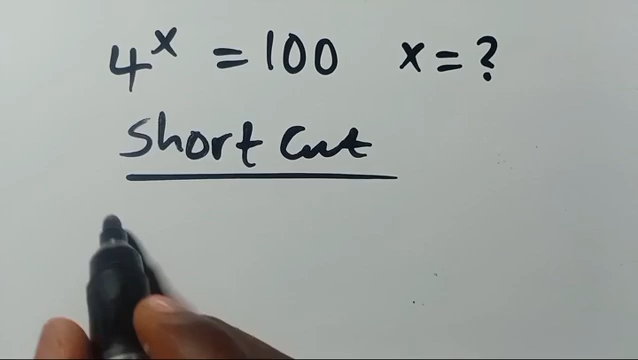 4^x = 100 x = ?
Short Cut